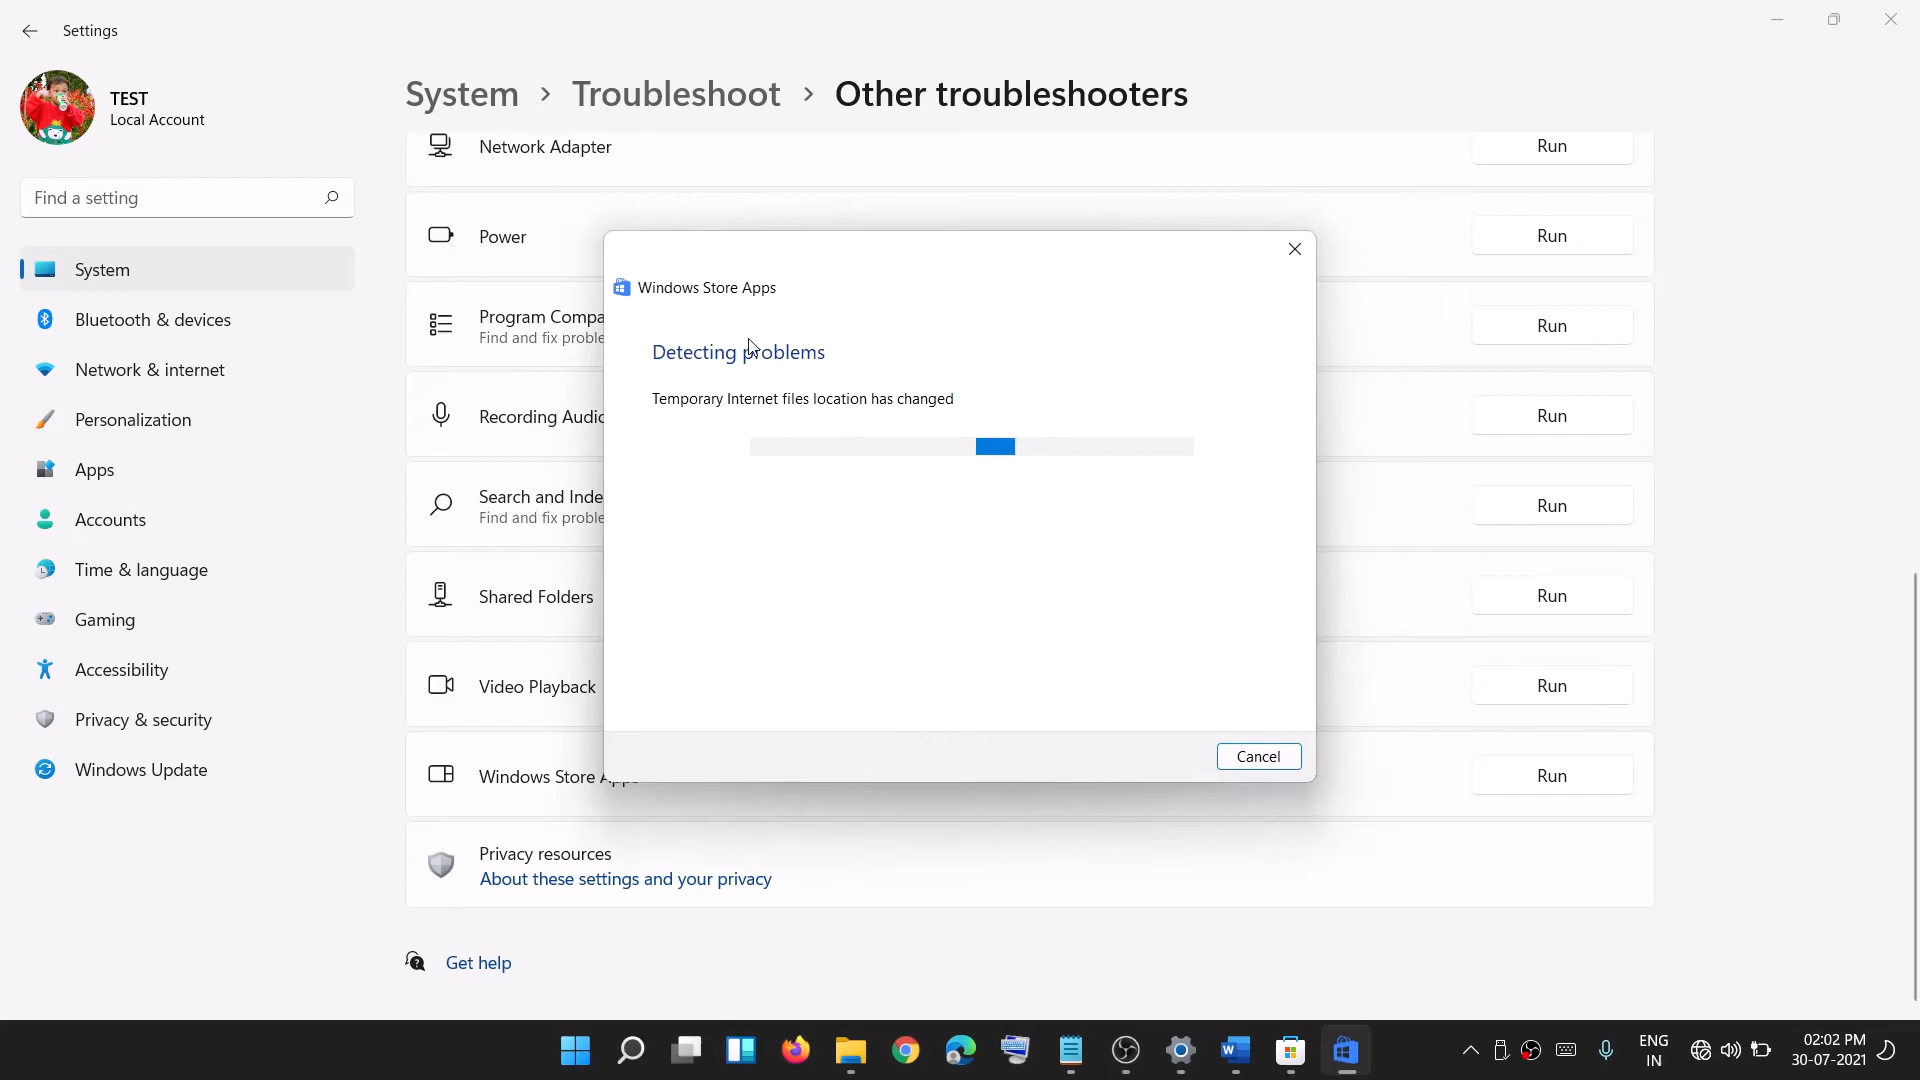 Settings
TEST
Local Account
Find a setting
System
Bluetooth & devices
Network & internet
Personalization
Apps
Accounts
Time & language
Gaming
Accessibility
Privacy & security
Windows Update
System > Troubleshoot > Other troubleshooters
Network Adapter
Run
Power
Run
Program Compa
Find and fix proble
Run
Recording Audio
Run
Search and Inde
Find and fix proble
Run
Shared Folders
Run
Video Playback
Run
Windows Store Apps
Run
Privacy resources
About these settings and your privacy
Get help
Windows Store Apps
Detecting problems
Temporary Internet files location has changed
Cancel
ENG
IN
02:02 PM
30-07-2021